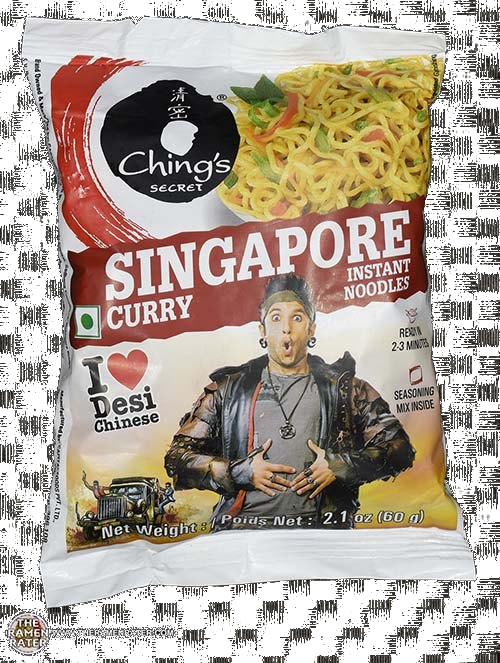 清
密
®
Ching's
SECRET
SINGAPORE
CURRY
INSTANT
NOODLES
READY IN
2-3 MINUTES
SEASONING
MIX INSIDE
I ❤ Desi
Chinese
Net Weight : / Poids Net : 2.1 oz (60 g)
THE
RAMEN
RATER